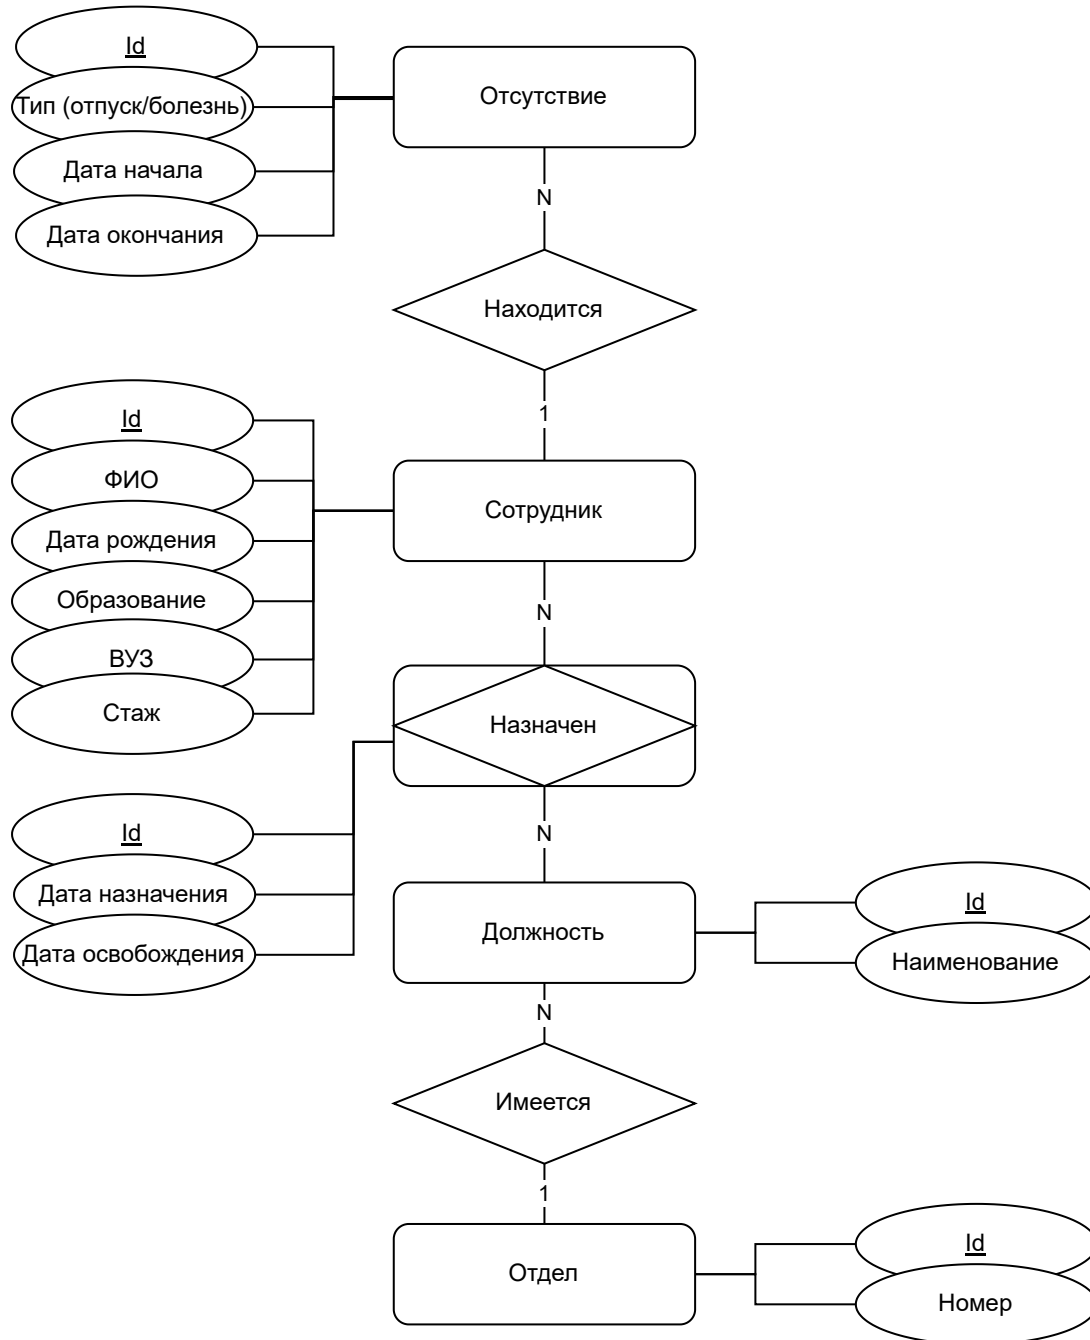 Id
Тип (отпуск/болезнь)
Дата начала
Дата окончания
Отсутствие
N
Находится
1
Id
ФИО
Дата рождения
Образование
ВУЗ
Стаж
Сотрудник
N
Назначен
Id
Дата назначения
Дата освобождения
N
Должность
Id
Наименование
N
Имеется
1
Отдел
Id
Номер